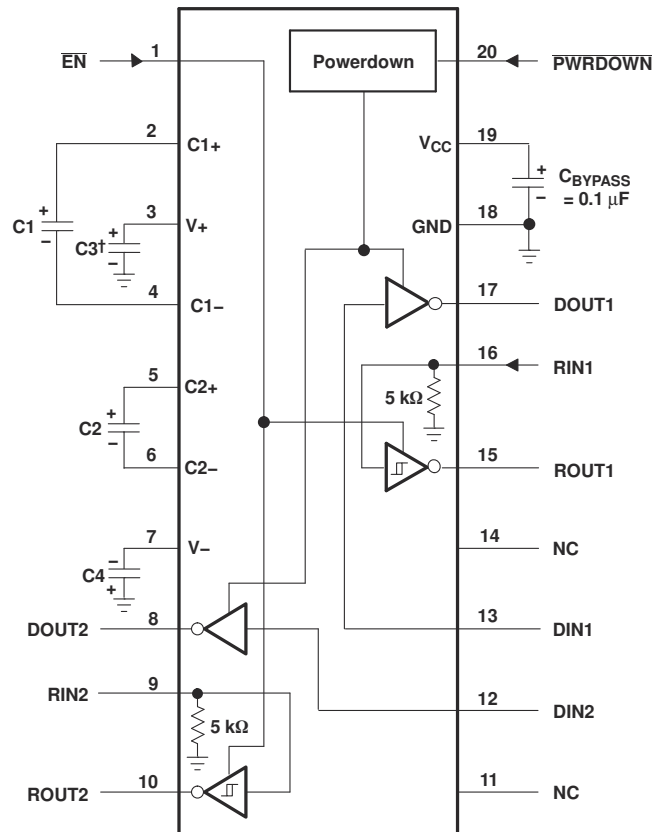 EN
1
Powerdown
20
PWRDOWN
2
C1+
VCC
19
+
CBYPASS
–
= 0.1 µF
+
C1
–
3
V+
+
C3†
–
18
GND
4
C1–
17
DOUT1
16
RIN1
5
C2+
5 kΩ
+
C2
–
6
C2–
15
ROUT1
7
V–
–
C4
+
14
NC
DOUT2
8
13
DIN1
RIN2
9
5 kΩ
12
DIN2
ROUT2
10
11
NC